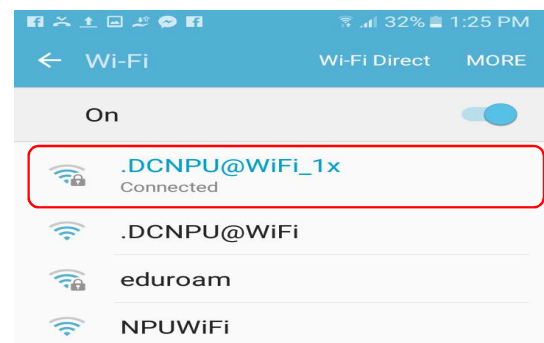 32% 1:25 PM
Wi-Fi Wi-Fi Direct MORE
On
.DCNPU@WiFi_1x
Connected
.DCNPU@WiFi
eduroam
NPUWiFi